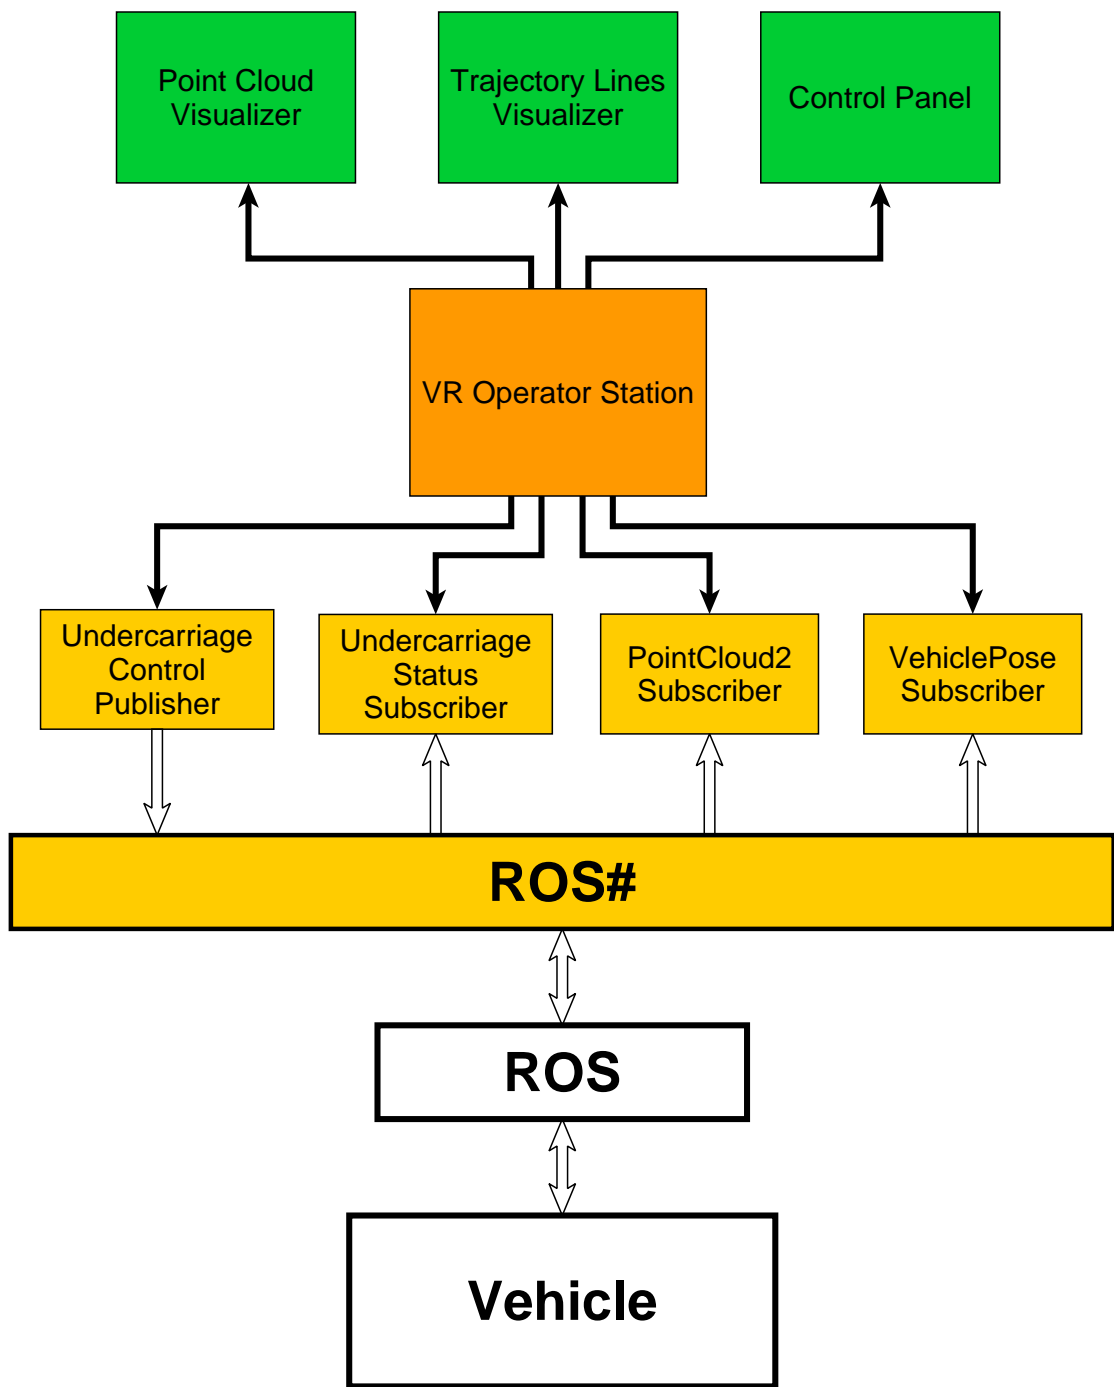 Point Cloud
Visualizer
Trajectory Lines
Visualizer
Control Panel
VR Operator Station
Undercarriage
Control
Publisher
Undercarriage
Status
Subscriber
PointCloud2
Subscriber
VehiclePose
Subscriber
ROS#
ROS
Vehicle